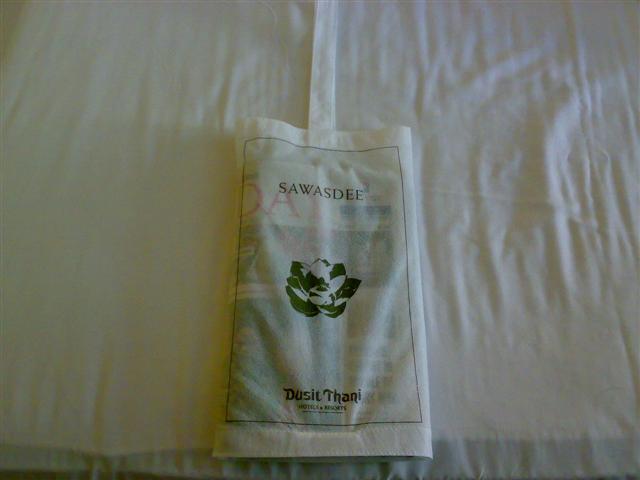 SAWASDEE
Dusit Thani
HOTELS & RESORTS